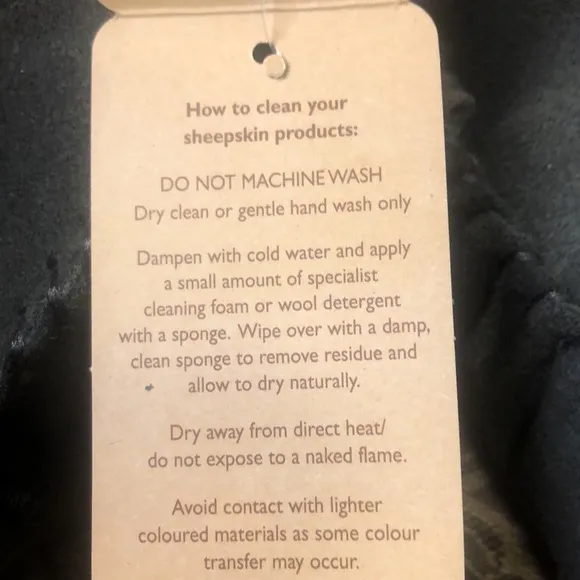 How to clean your
sheepskin products:
DO NOT MACHINE WASH
Dry clean or gentle hand wash only
Dampen with cold water and apply
a small amount of specialist
cleaning foam or wool detergent
with a sponge. Wipe over with a damp,
clean sponge to remove residue and
allow to dry naturally.
Dry away from direct heat/
do not expose to a naked flame.
Avoid contact with lighter
coloured materials as some colour
transfer may occur.